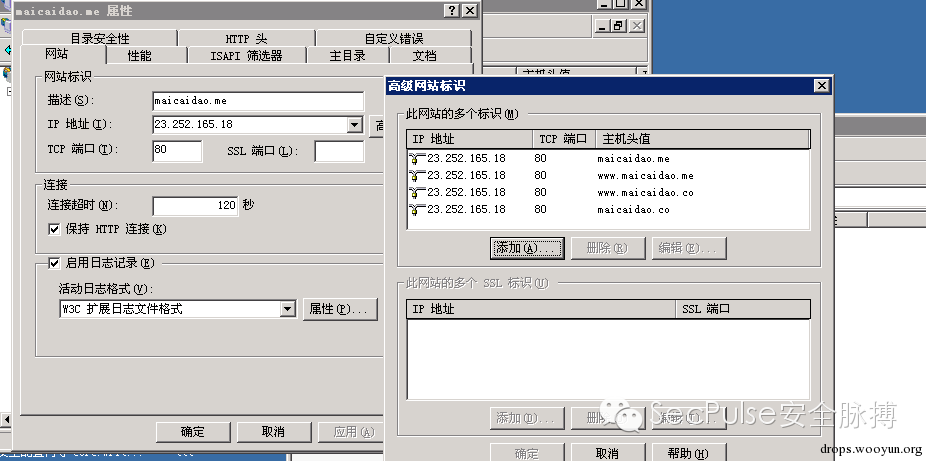 maicaidao.me 属性
目录安全性 HTTP 头 自定义错误
网站 性能 ISAPI 筛选器 主目录 文档
网站标识
描述(S): maicaidao.me
IP 地址(I): 23.252.165.18 高
TCP 端口(T): 80 SSL 端口(L):
连接
连接超时(N): 120 秒
保持 HTTP 连接(K)
启用日志记录(E)
活动日志格式(V):
W3C 扩展日志文件格式 属性(P)...
确定 取消 应用(A)
高级网站标识
此网站的多个标识(M)
IP 地址 TCP 端口 主机头值
23.252.165.18 80 maicaidao.me
23.252.165.18 80 www.maicaidao.me
23.252.165.18 80 www.maicaidao.co
23.252.165.18 80 maicaidao.co
添加(A)... 删除(R) 编辑(E)...
此网站的多个 SSL 标识(U)
IP 地址 SSL 端口
添加(D)...
SecPulse安全脉搏
确定 取消 帮助(H)
drops.wooyun.org